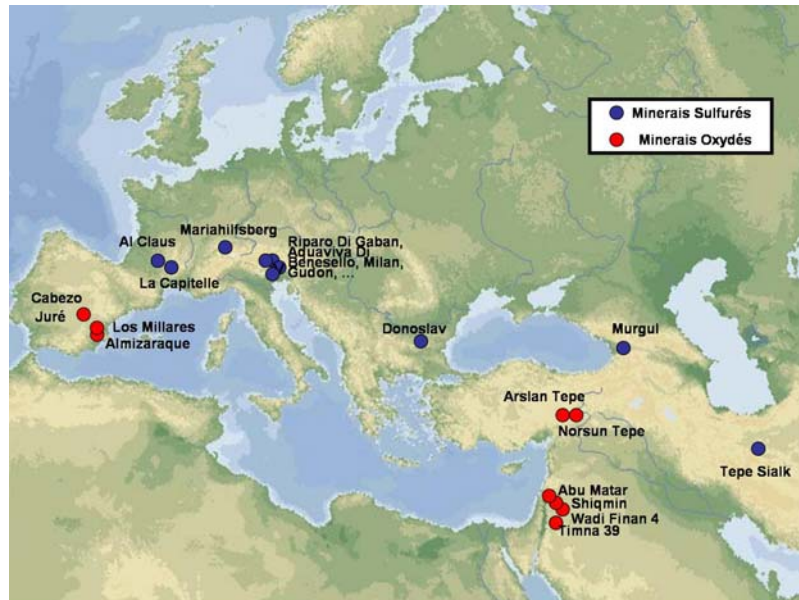 Minerais Sulfurés
Minerais Oxydés
Mariahilfsberg
Al Claus
La Capitelle
Riparo Di Gaban,
Aduaviva Di
Benesello, Milan,
Gudon, ...
Cabezo
Juré
Los Millares
Almizaraque
Donoslav
Murgul
Arslan Tepe
Norsun Tepe
Tepe Sialk
Abu Matar
Shiqmin
Wadi Finan 4
Timna 39